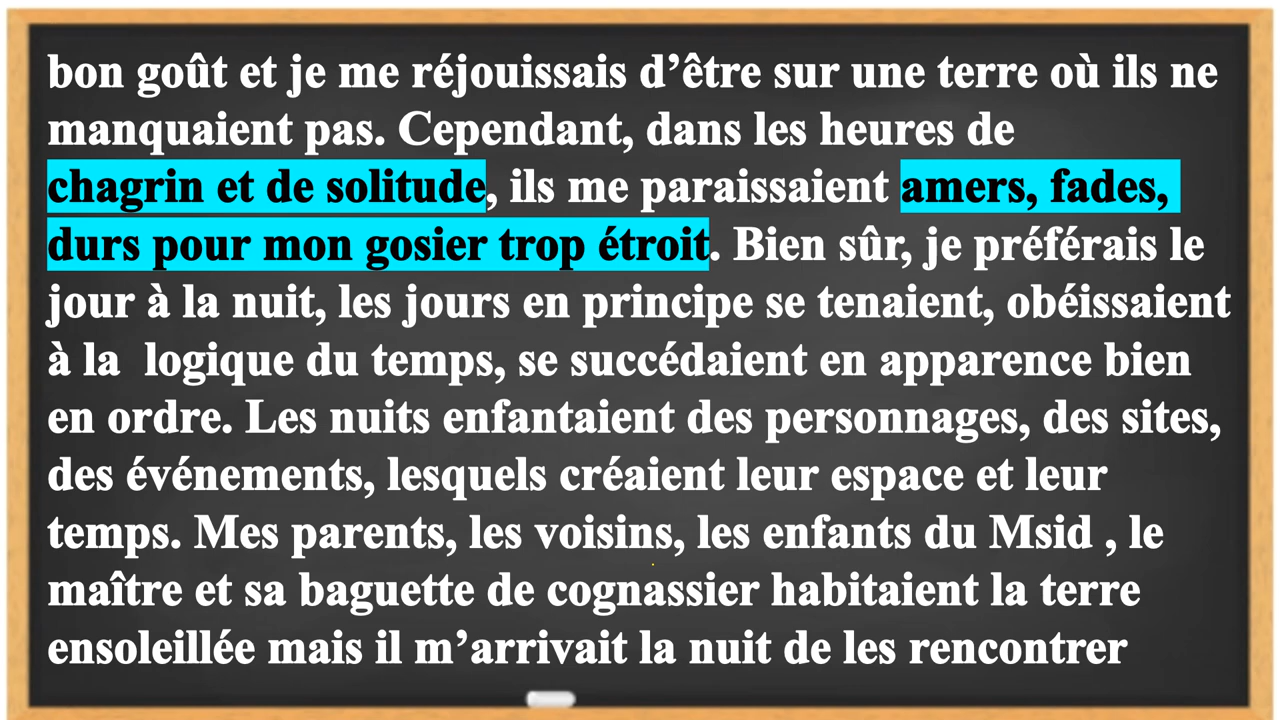 bon goût et je me réjouissais d’être sur une terre où ils ne
manquaient pas. Cependant, dans les heures de
chagrin et de solitude, ils me paraissaient amers, fades,
durs pour mon gosier trop étroit. Bien sûr, je préférais le
jour à la nuit, les jours en principe se tenaient, obéissaient
à la  logique du temps, se succédaient en apparence bien
en ordre. Les nuits enfantaient des personnages, des sites,
des événements, lesquels créaient leur espace et leur
temps. Mes parents, les voisins, les enfants du Msid , le
maître et sa baguette de cognassier habitaient la terre
ensoleillée mais il m’arrivait la nuit de les rencontrer